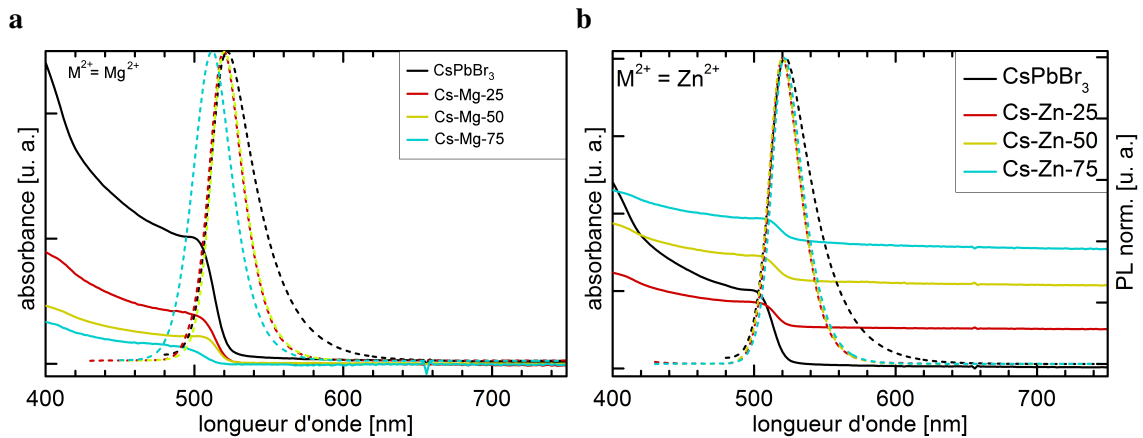 a
M²⁺ = Mg²⁺
CsPbBr₃
Cs-Mg-25
Cs-Mg-50
Cs-Mg-75
absorbance [u. a.]
400 500 600 700
longueur d'onde [nm]
b
M²⁺ = Zn²⁺
CsPbBr₃
Cs-Zn-25
Cs-Zn-50
Cs-Zn-75
absorbance [u. a.]
PL norm. [u. a.]
400 500 600 700
longueur d'onde [nm]